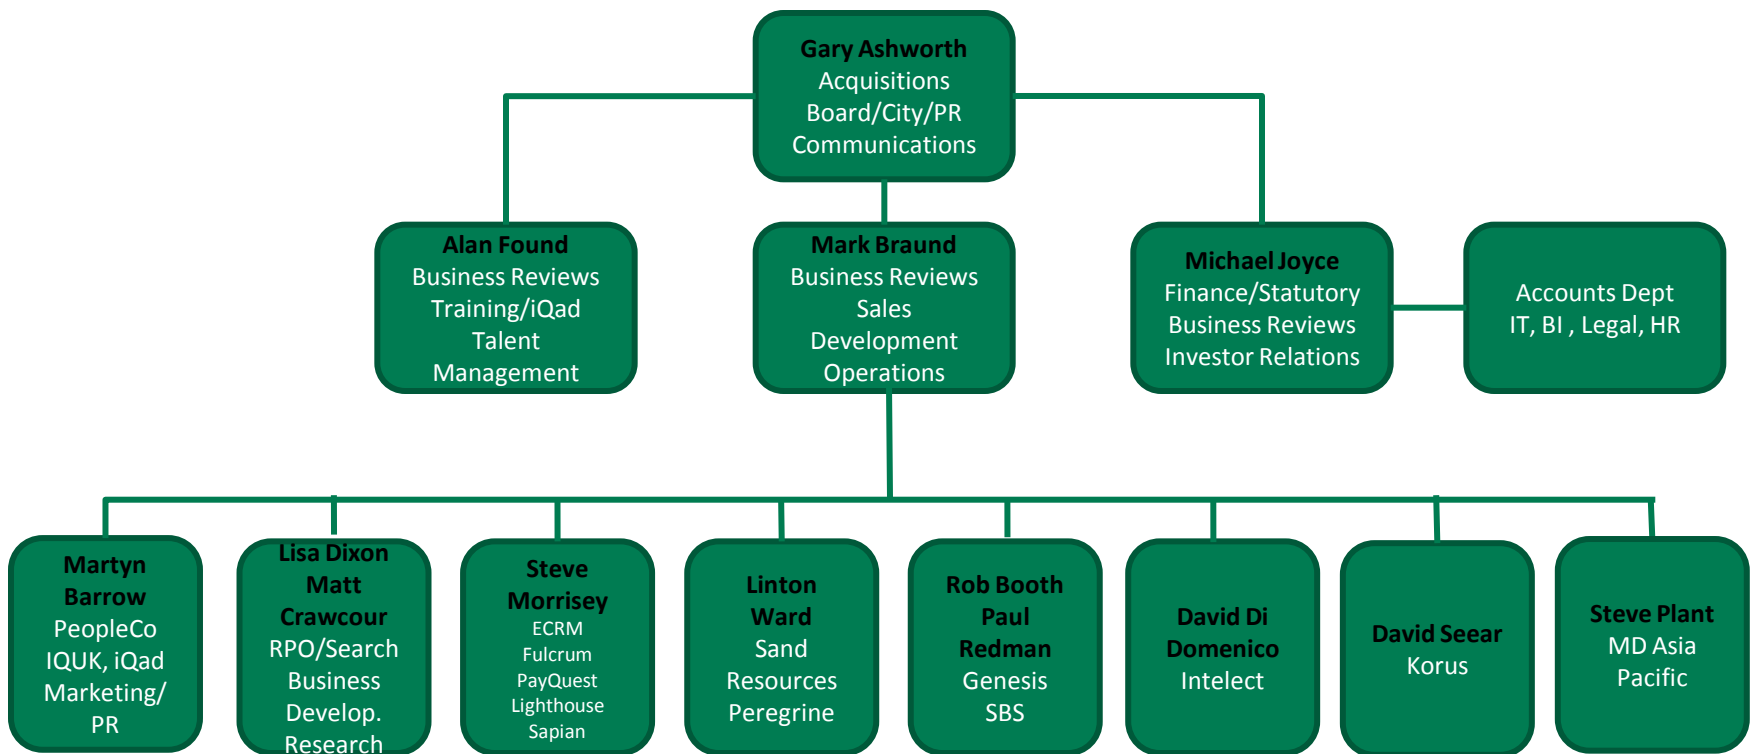 Gary Ashworth
Acquisitions
Board/City/PR
Communications
Alan Found
Business Reviews
Training/iQad
Talent
Management
Mark Braund
Business Reviews
Sales
Development
Operations
Michael Joyce
Finance/Statutory
Business Reviews
Investor Relations
Accounts Dept
IT, BI , Legal, HR
Martyn
Barrow
PeopleCo
IQUK, iQad
Marketing/
PR
Lisa Dixon
Matt
Crawcour
RPO/Search
Business
Develop.
Research
Steve
Morrisey
ECRM
Fulcrum
PayQuest
Lighthouse
Sapian
Linton
Ward
Sand
Resources
Peregrine
Rob Booth
Paul
Redman
Genesis
SBS
David Di
Domenico
Intelect
David Seear
Korus
Steve Plant
MD Asia
Pacific